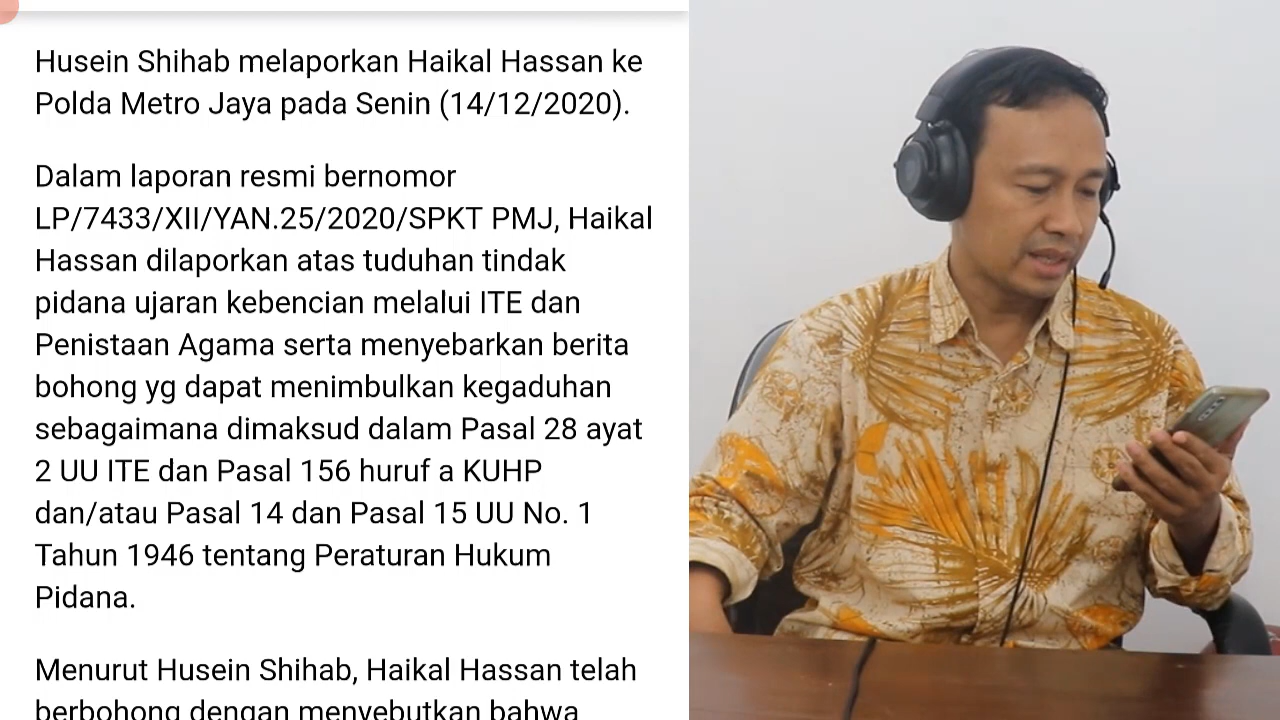 Husein Shihab melaporkan Haikal Hassan ke
Polda Metro Jaya pada Senin (14/12/2020).
Dalam laporan resmi bernomor
LP/7433/XII/YAN.25/2020/SPKT PMJ, Haikal
Hassan dilaporkan atas tuduhan tindak
pidana ujaran kebencian melalui ITE dan
Penistaan Agama serta menyebarkan berita
bohong yg dapat menimbulkan kegaduhan
sebagaimana dimaksud dalam Pasal 28 ayat
2 UU ITE dan Pasal 156 huruf a KUHP
dan/atau Pasal 14 dan Pasal 15 UU No. 1
Tahun 1946 tentang Peraturan Hukum
Pidana.
Menurut Husein Shihab, Haikal Hassan telah
berbohong dengan menyebutkan bahwa